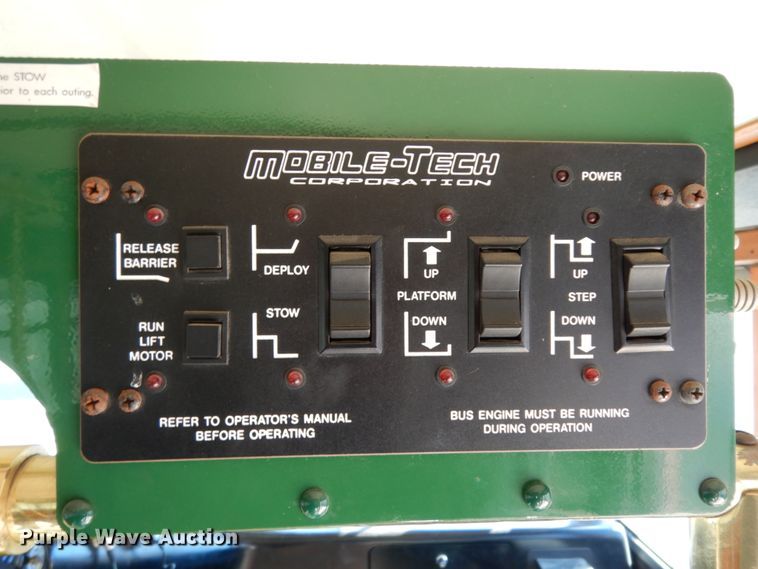 he STOW
ior to each outing.
MOBILE-TECH
CORPORATION
POWER
RELEASE
BARRIER
DEPLOY
UP
UP
STOW
PLATFORM
STEP
RUN
LIFT
MOTOR
DOWN
DOWN
REFER TO OPERATOR'S MANUAL
BEFORE OPERATING
BUS ENGINE MUST BE RUNNING
DURING OPERATION
Purple Wave Auction